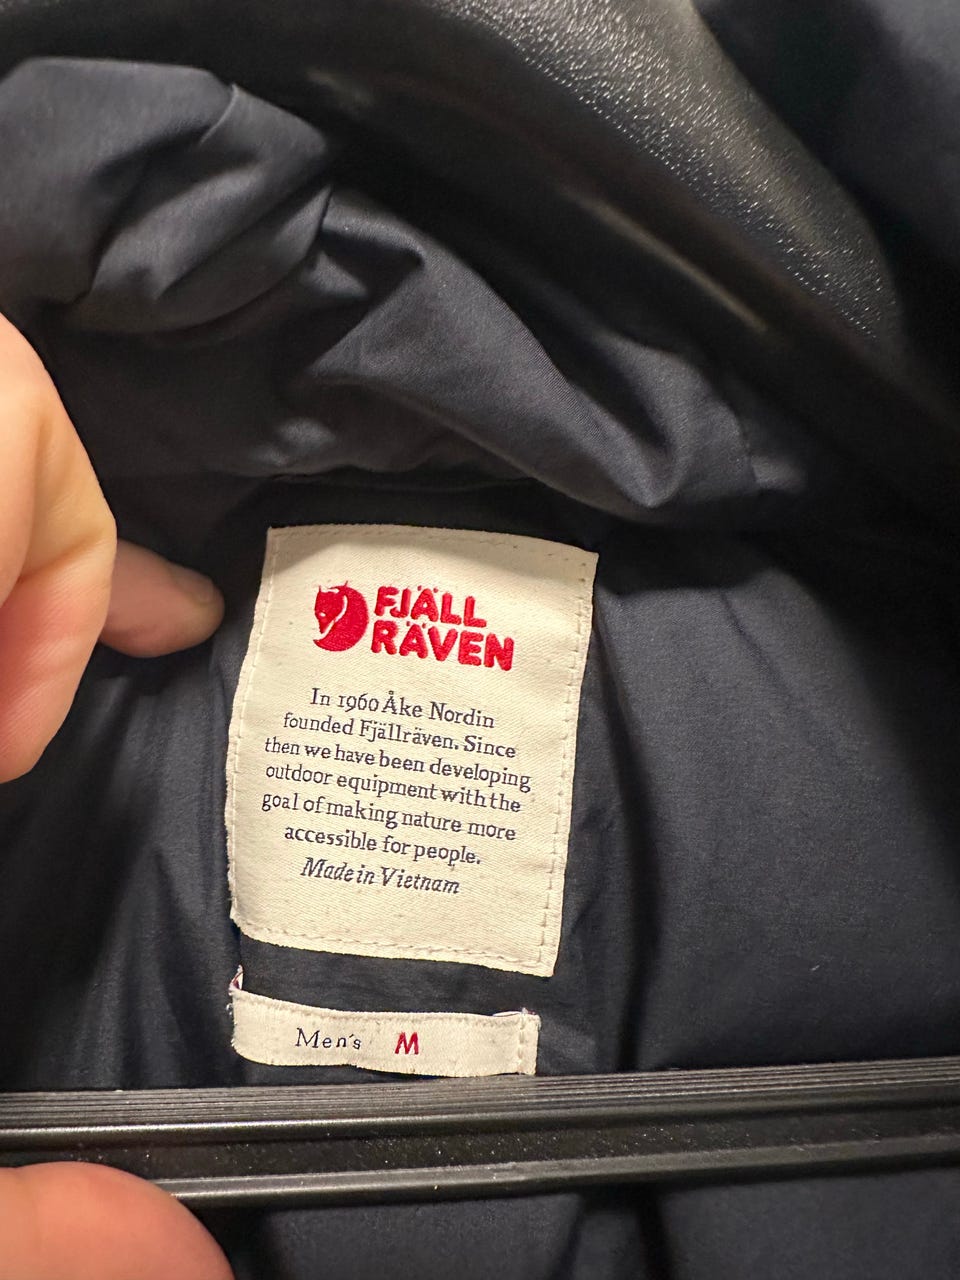 FJÄLL
RÄVEN
In 1960 Åke Nordin
founded Fjällräven. Since
then we have been developing
outdoor equipment with the
goal of making nature more
accessible for people.
Made in Vietnam
Men's M